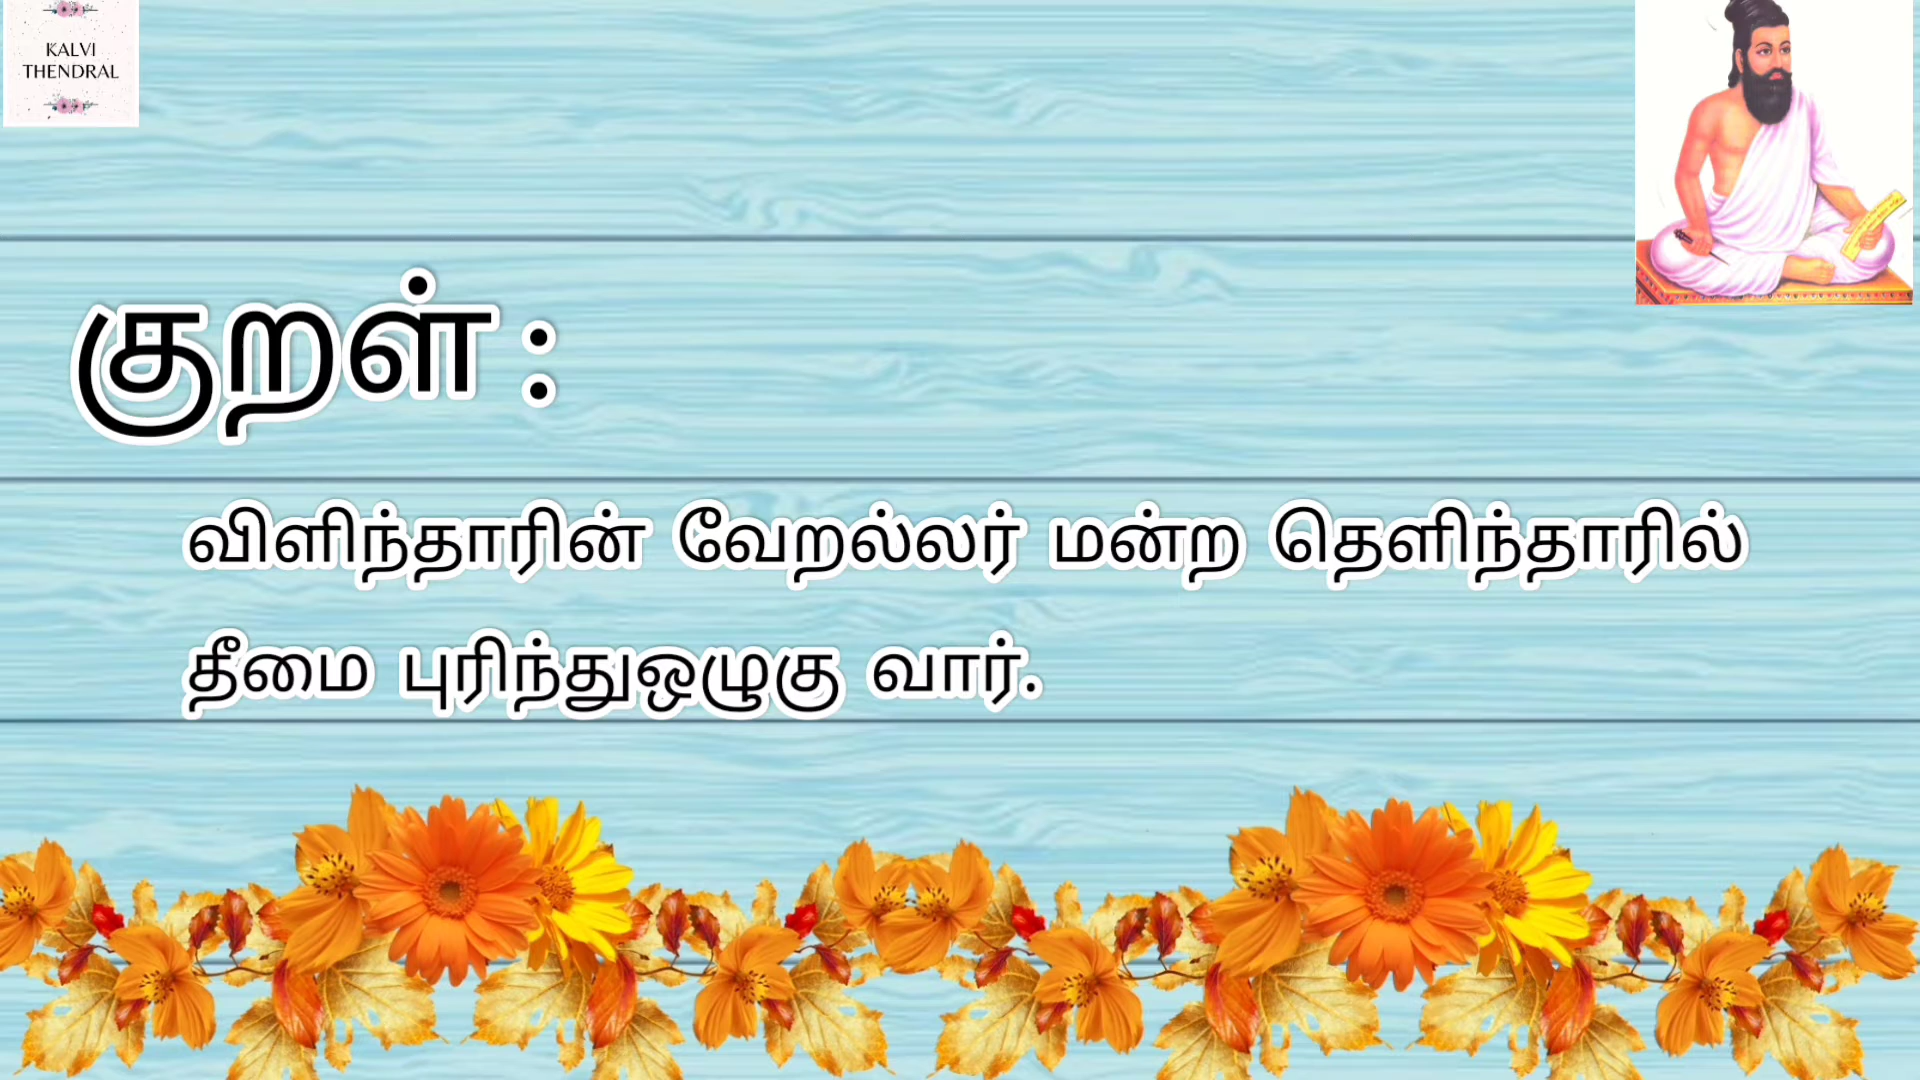 KALVI
THENDRAL
குறள் :
விளிந்தாரின் வேறல்லர் மன்ற தெளிந்தாரில்
தீமை புரிந்துஒழுகு வார்.